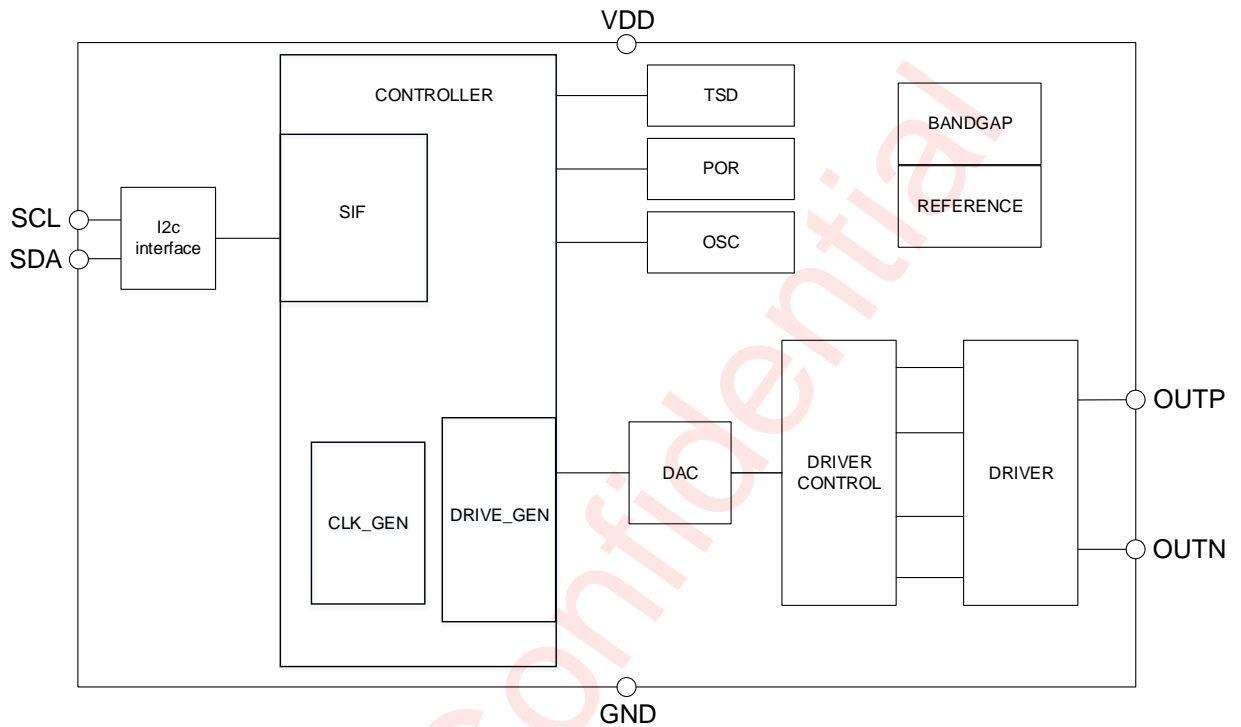 VDD
CONTROLLER
TSD
BANDGAP
POR
REFERENCE
SIF
SCL
SDA
I2c
interface
OSC
OUTP
DRIVER
CONTROL
DAC
DRIVER
CLK_GEN
DRIVE_GEN
OUTN
GND
Confidential